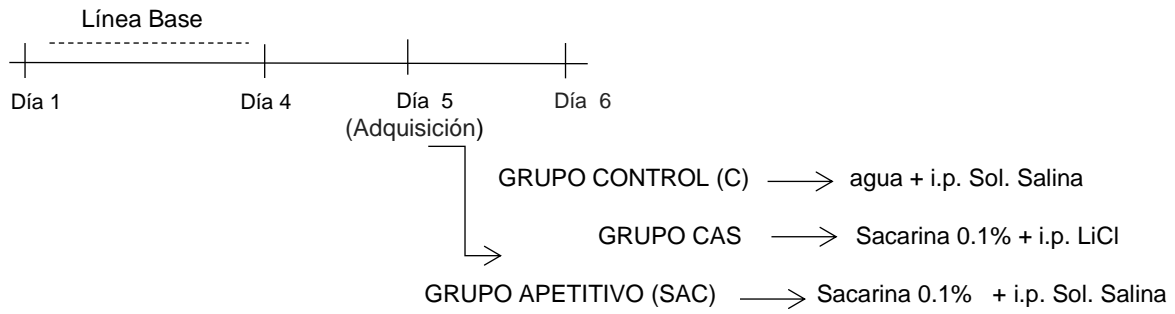 Línea Base
Día 1 Día 4 Día 5 Día 6
(Adquisición)
GRUPO CONTROL (C) agua + i.p. Sol. Salina
GRUPO CAS Sacarina 0.1% + i.p. LiCl
GRUPO APETITIVO (SAC) Sacarina 0.1% + i.p. Sol. Salina